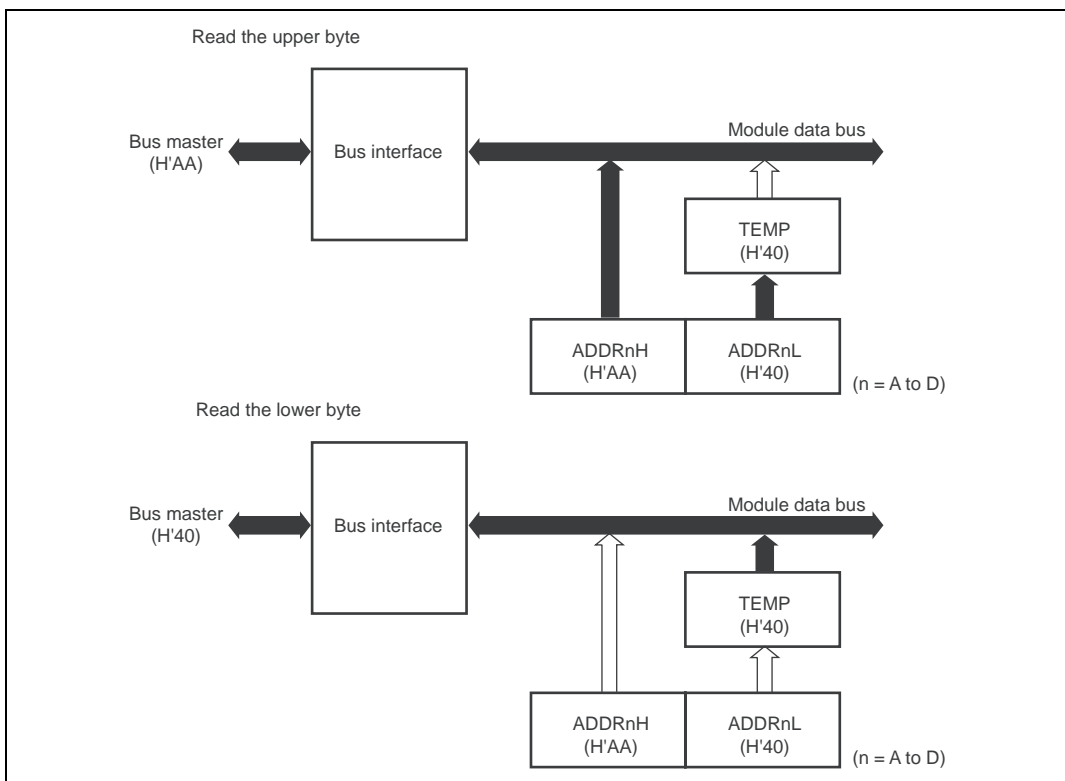 Read the upper byte
Bus master
(H'AA)
Bus interface
Module data bus
TEMP
(H'40)
ADDRnH
(H'AA)
ADDRnL
(H'40)
(n = A to D)
Read the lower byte
Bus master
(H'40)
Bus interface
Module data bus
TEMP
(H'40)
ADDRnH
(H'AA)
ADDRnL
(H'40)
(n = A to D)